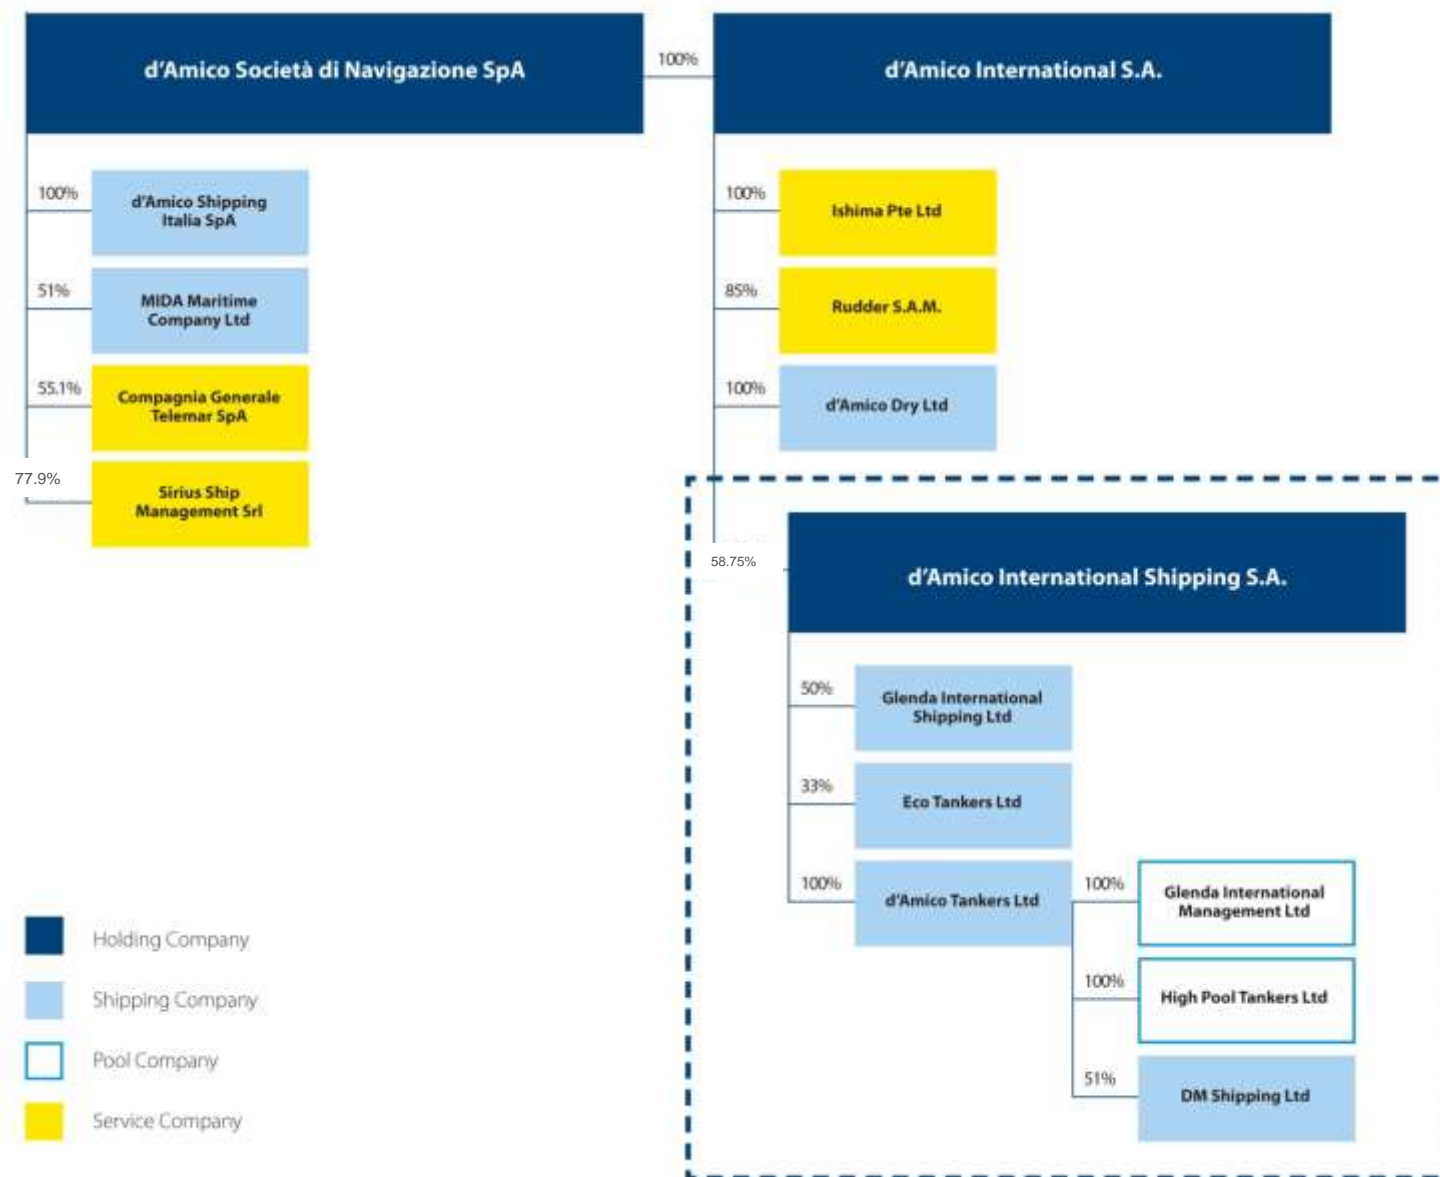 d'Amico Società di Navigazione SpA
100%
d'Amico International S.A.
100%
d'Amico Shipping
Italia SpA
51%
MIDA Maritime
Company Ltd
55.1%
Compagnia Generale
Telemar SpA
77.9%
Sirius Ship
Management Srl
100%
Ishima Pte Ltd
85%
Rudder S.A.M.
100%
d'Amico Dry Ltd
58.75%
d'Amico International Shipping S.A.
50%
Glenda International
Shipping Ltd
33%
Eco Tankers Ltd
100%
d'Amico Tankers Ltd
100%
Glenda International
Management Ltd
100%
High Pool Tankers Ltd
51%
DM Shipping Ltd
Holding Company
Shipping Company
Pool Company
Service Company